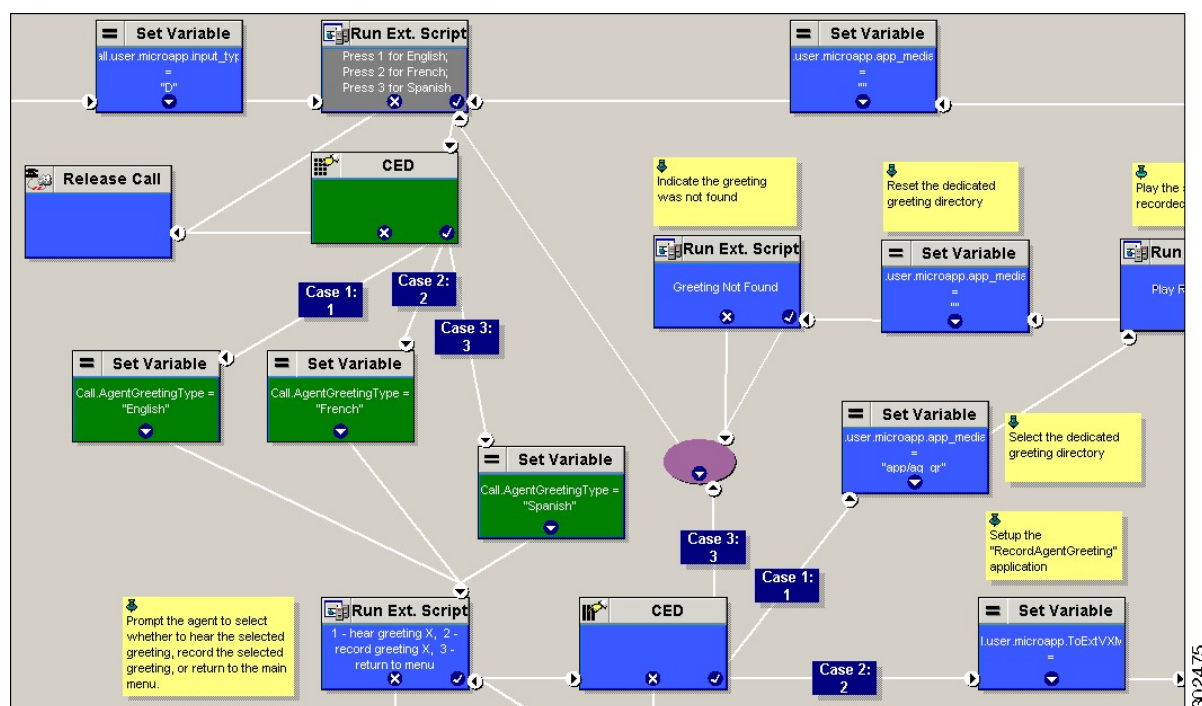 Set Variable
all.user.microapp.input_typ
=
"D"
Run Ext. Script
Press 1 for English;
Press 2 for French;
Press 3 for Spanish
Set Variable
.user.microapp.app_media
=
""
Release Call
CED
Indicate the greeting
was not found
Reset the dedicated
greeting directory
Play the
recorded
Run Ext. Script
Greeting Not Found
Set Variable
.user.microapp.app_media
=
""
Run
Play R
Case 1:
1
Case 2:
2
Case 3:
3
Set Variable
Call.AgentGreetingType =
"English"
Set Variable
Call.AgentGreetingType =
"French"
Set Variable
Call.AgentGreetingType =
"Spanish"
Set Variable
.user.microapp.app_media
=
"app/ag_gr"
Select the dedicated
greeting directory
Setup the
"RecordAgentGreeting"
application
Case 3:
3
Case 1:
1
Prompt the agent to select
whether to hear the selected
greeting, record the selected
greeting, or return to the main
menu.
Run Ext. Script
1 - hear greeting X, 2 -
record greeting X, 3 -
return to menu
CED
Case 2:
2
Set Variable
l.user.microapp.ToExtVXM
=
302475